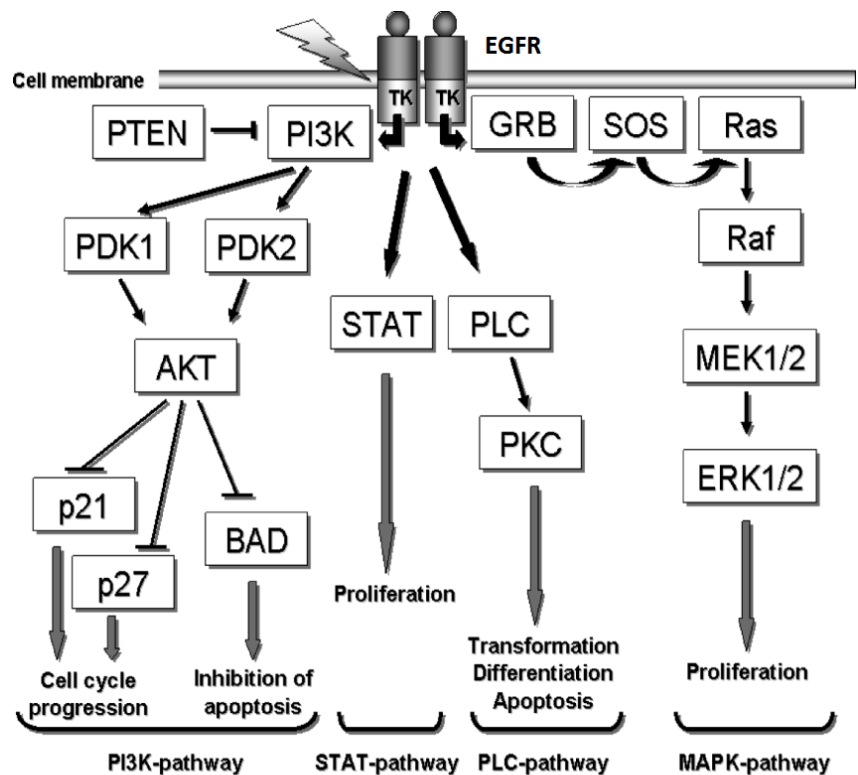 EGFR
Cell membrane
TK TK
PTEN PI3K GRB SOS Ras
PDK1 PDK2 Raf
STAT PLC
AKT MEK1/2
PKC
p21 ERK1/2
BAD
p27
Proliferation
Transformation
Differentiation
Apoptosis
Cell cycle
progression
Inhibition of
apoptosis
Proliferation
PI3K-pathway STAT-pathway PLC-pathway MAPK-pathway